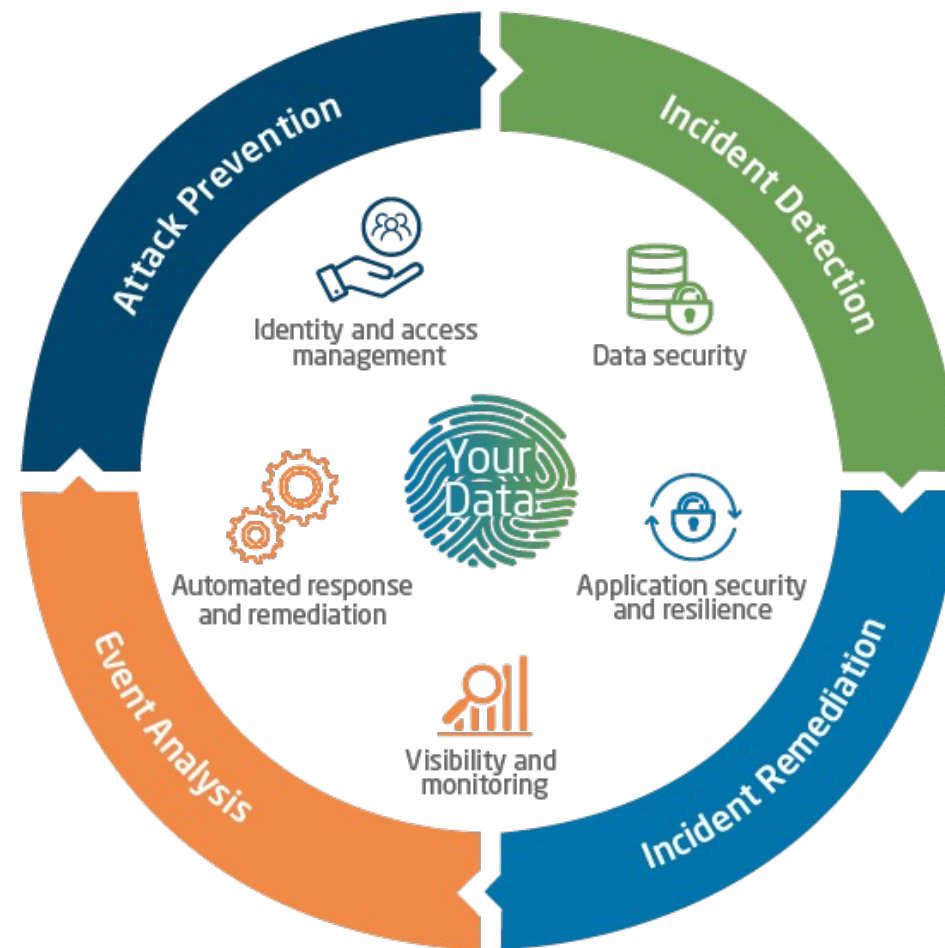 Attack Prevention
Incident Detection
Identity and access
management
Data security
Your
Data
Automated response
and remediation
Application security
and resilience
Visibility and
monitoring
Event Analysis
Incident Remediation